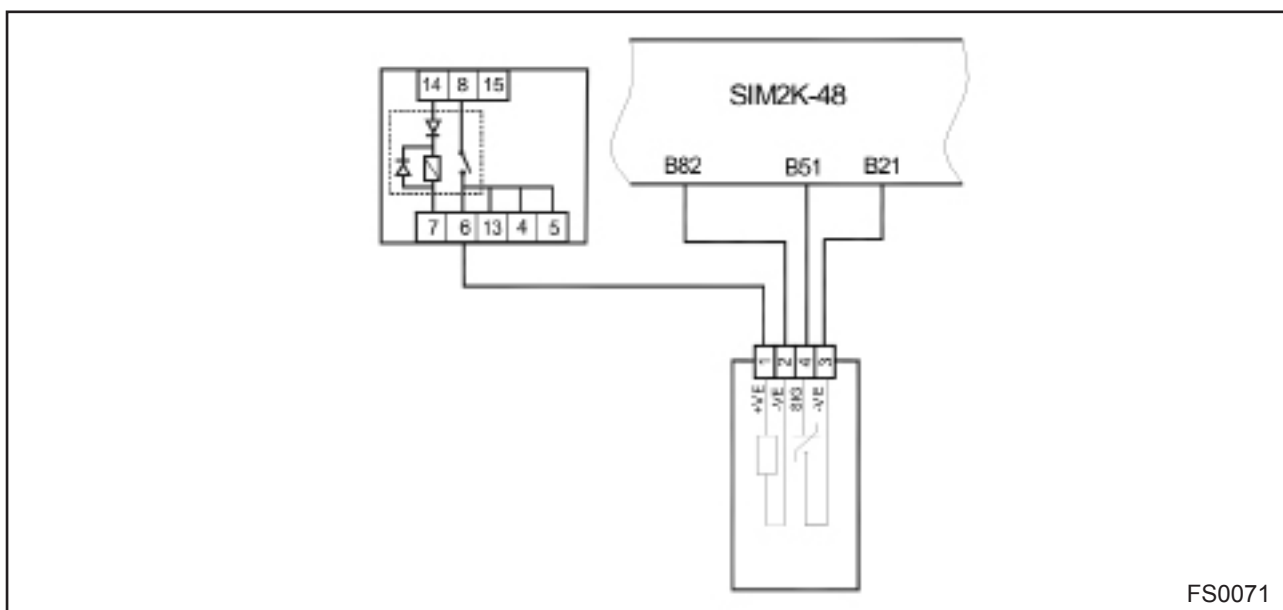 14 8 15
SIM2K-48
B82 B51 B21
7 6 13 4 5
1 2 4 3
+VE -VE SIG -VE
FS0071